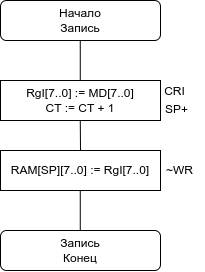 Начало
Запись
RgI[7..0] := MD[7..0]
CT := CT + 1
CRI
SP+
RAM[SP][7..0] := RgI[7..0]
~WR
Запись
Конец